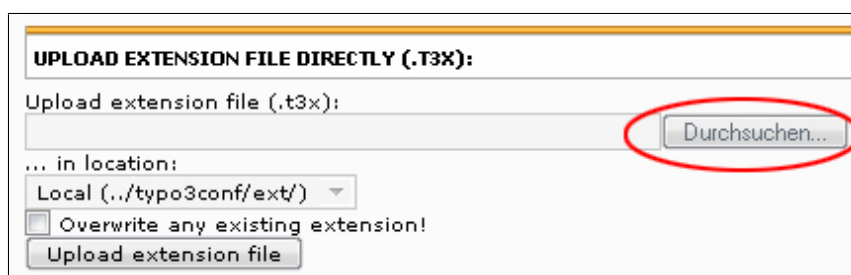 UPLOAD EXTENSION FILE DIRECTLY (.T3X):
Upload extension file (.t3x):
Durchsuchen...
... in location:
Local (../typo3conf/ext/)
Overwrite any existing extension!
Upload extension file